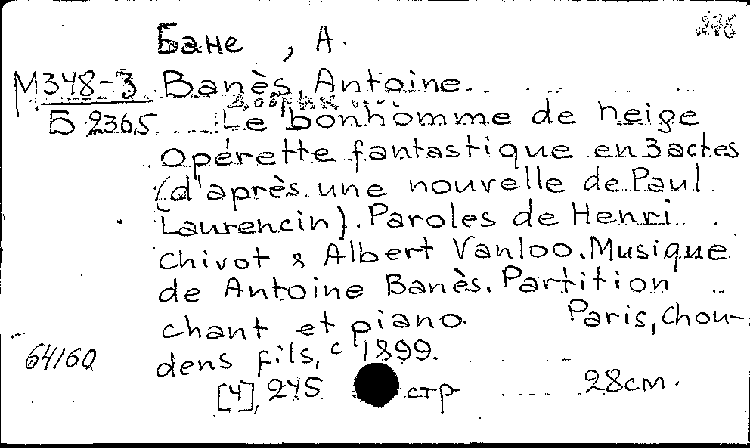 Бане , А.
М348-3 Banès, Antoine.
Б 2365 Le bonhomme de neige
opérette fantastique en 3 actes
(d'après une nouvelle de Paul
Laurencin). Paroles de Henri
Chivot & Albert Vanloo. Musique
de Antoine Banès. Partition
chant et piano. Paris, Chou-
64160 dens fils, c 1899.
[4], 245 стр 28см.